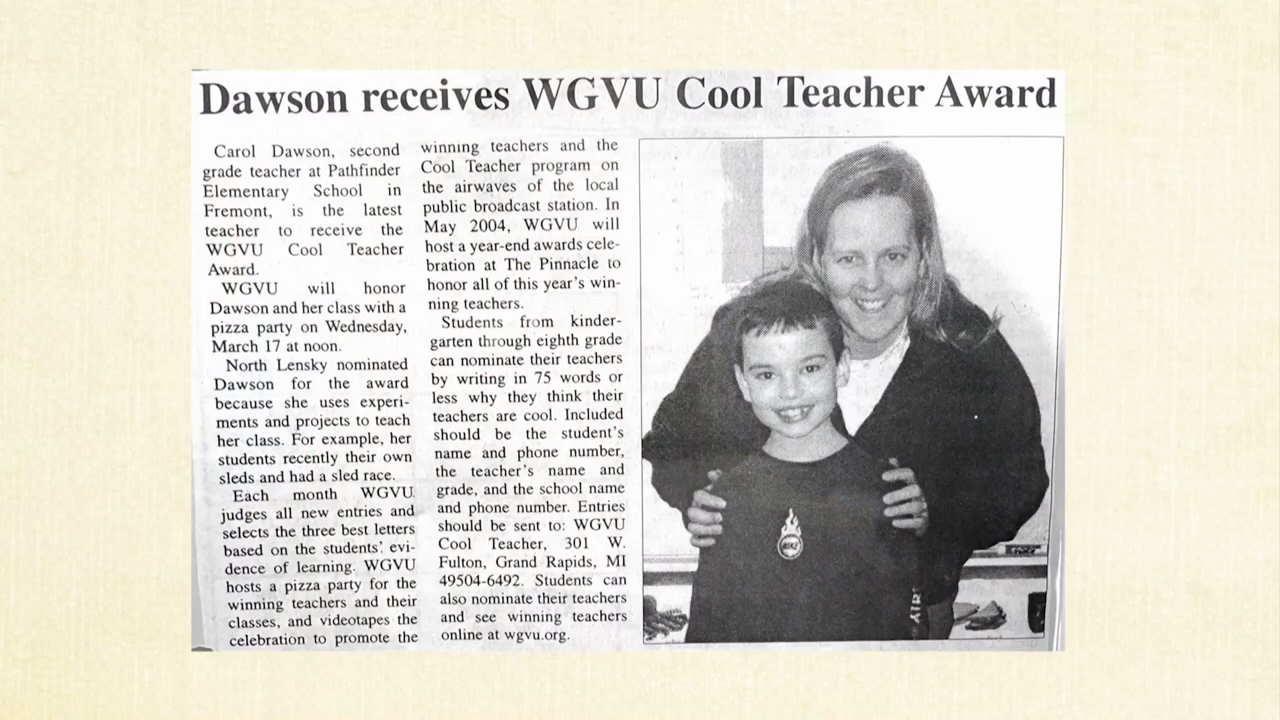 Dawson receives WGVU Cool Teacher Award
Carol Dawson, second
grade teacher at Pathfinder
Elementary School in
Fremont, is the latest
teacher to receive the
WGVU Cool Teacher
Award.
WGVU will honor
Dawson and her class with a
pizza party on Wednesday,
March 17 at noon.
North Lensky nominated
Dawson for the award
because she uses experi-
ments and projects to teach
her class. For example, her
students recently their own
sleds and had a sled race.
Each month WGVU
judges all new entries and
selects the three best letters
based on the students' evi-
dence of learning. WGVU
hosts a pizza party for the
winning teachers and their
classes, and videotapes the
celebration to promote the
winning teachers and the
Cool Teacher program on
the airwaves of the local
public broadcast station. In
May 2004, WGVU will
host a year-end awards cele-
bration at The Pinnacle to
honor all of this year's win-
ning teachers.
Students from kinder-
garten through eighth grade
can nominate their teachers
by writing in 75 words or
less why they think their
teachers are cool. Included
should be the student's
name and phone number,
the teacher's name and
grade, and the school name
and phone number. Entries
should be sent to: WGVU
Cool Teacher, 301 W.
Fulton, Grand Rapids, MI
49504-6492. Students can
also nominate their teachers
and see winning teachers
online at wgvu.org.